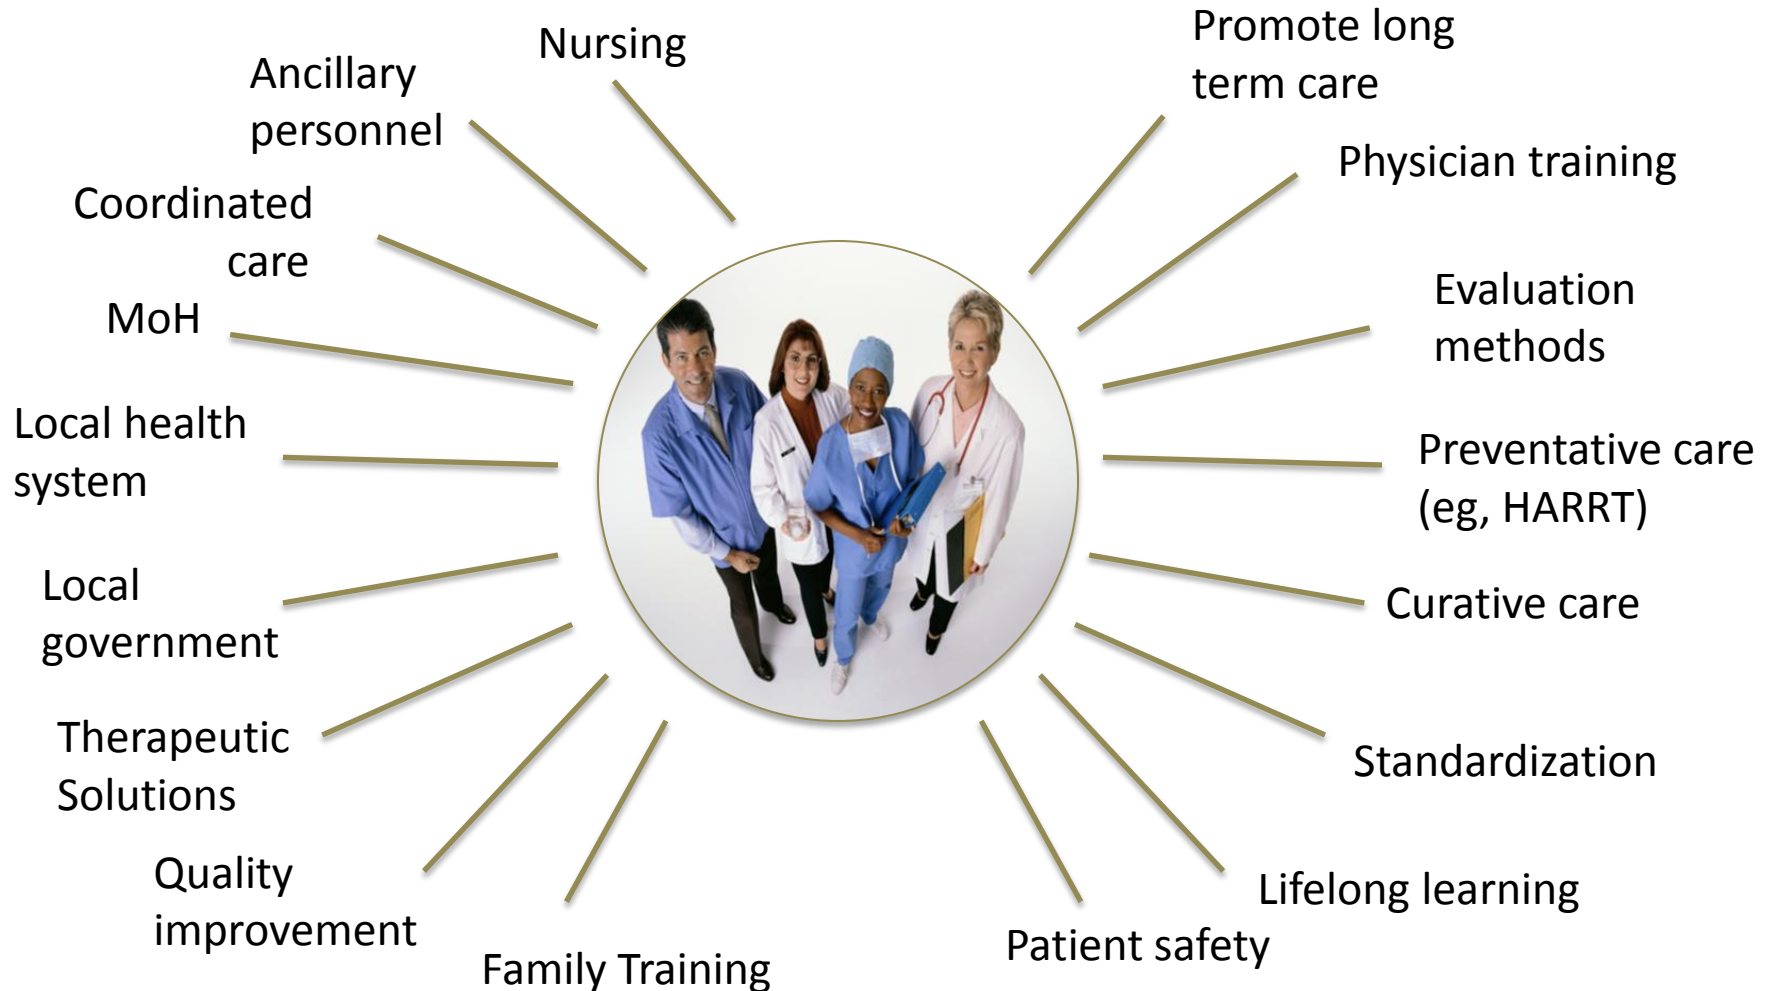 Nursing
Ancillary
personnel
Coordinated
care
MoH
Local health
system
Local
government
Therapeutic
Solutions
Quality
improvement
Family Training
Promote long
term care
Physician training
Evaluation
methods
Preventative care
(eg, HARRT)
Curative care
Standardization
Lifelong learning
Patient safety